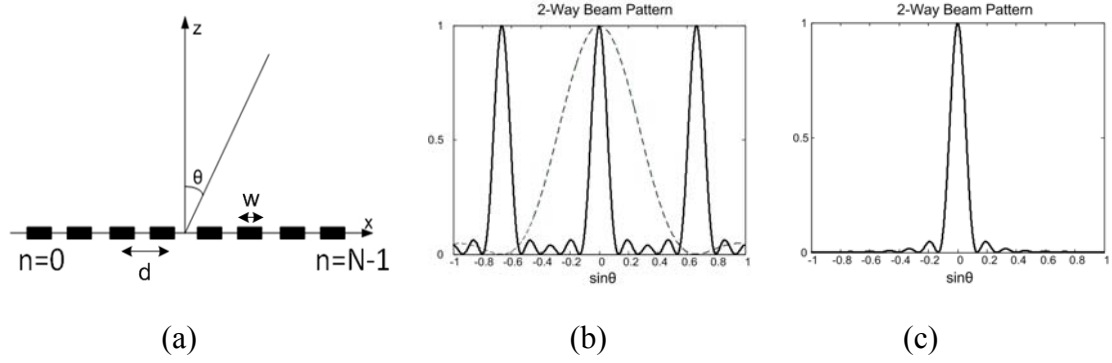 z
θ
w
x
d
n=0
n=N-1
(a)
2-Way Beam Pattern
1
0.5
0
-1 -0.8 -0.6 -0.4 -0.2 0 0.2 0.4 0.6 0.8 1
sinθ
(b)
2-Way Beam Pattern
1
0.5
0
-1 -0.8 -0.6 -0.4 -0.2 0 0.2 0.4 0.6 0.8 1
sinθ
(c)